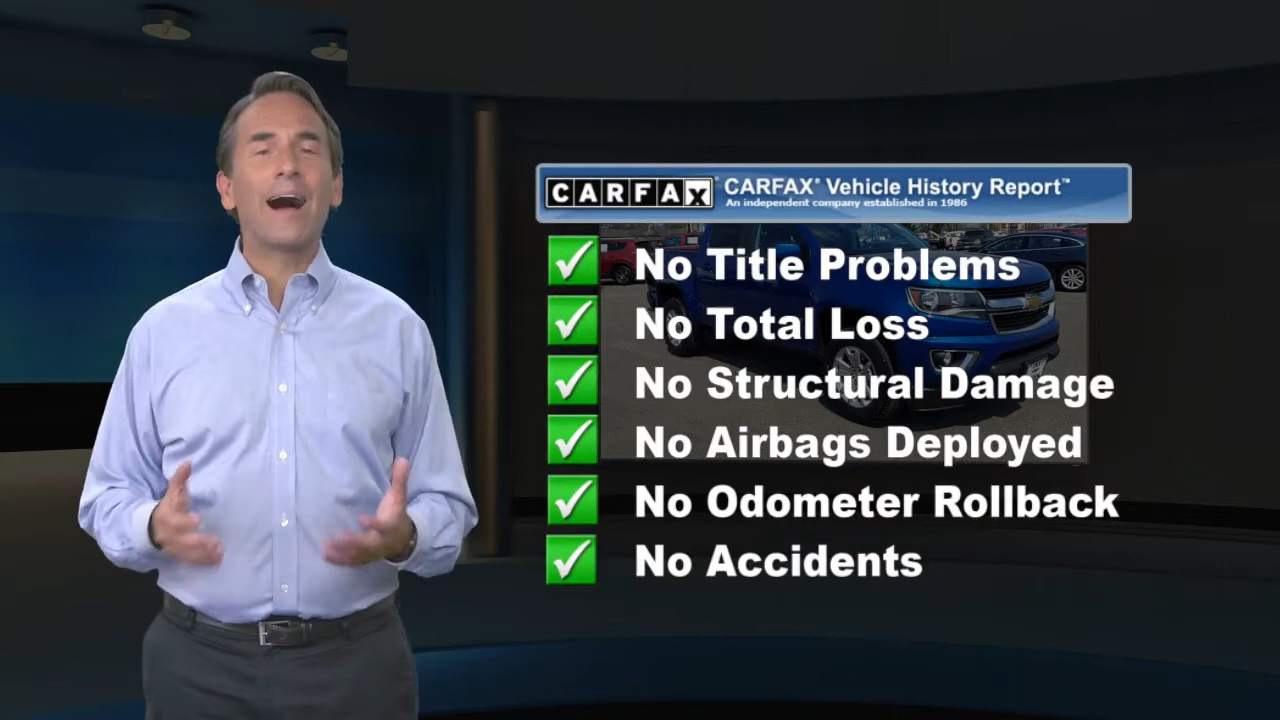 CARFAX® CARFAX® Vehicle History Report™
An independent company established in 1986
No Title Problems
No Total Loss
No Structural Damage
No Airbags Deployed
No Odometer Rollback
No Accidents